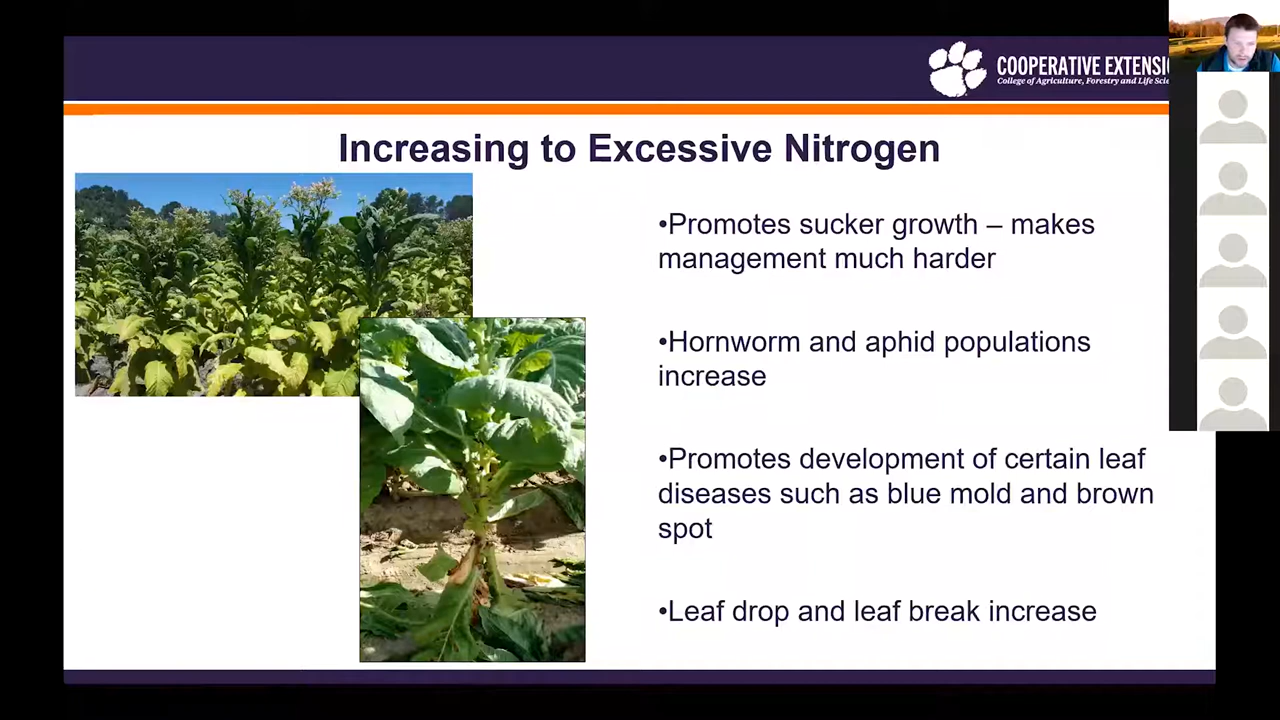 COOPERATIVE EXTENSIO
College of Agriculture, Forestry and Life Scie
Increasing to Excessive Nitrogen
•Promotes sucker growth – makes
management much harder
•Hornworm and aphid populations
increase
•Promotes development of certain leaf
diseases such as blue mold and brown
spot
•Leaf drop and leaf break increase